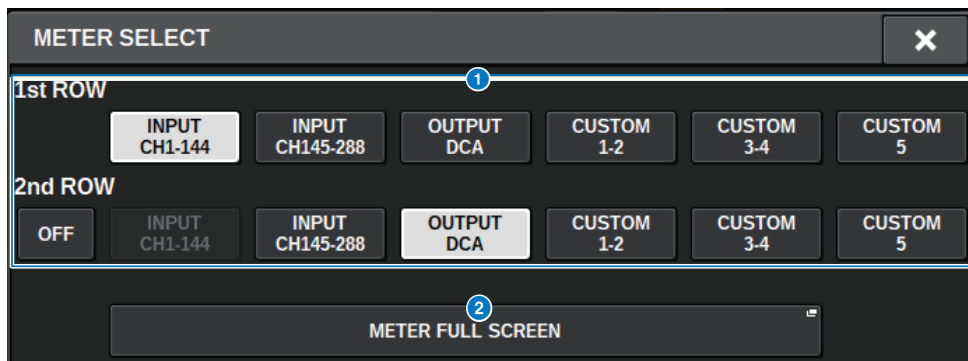 METER SELECT
1
1st ROW
INPUT CH1-144
INPUT CH145-288
OUTPUT DCA
CUSTOM 1-2
CUSTOM 3-4
CUSTOM 5
2nd ROW
OFF
INPUT CH1-144
INPUT CH145-288
OUTPUT DCA
CUSTOM 1-2
CUSTOM 3-4
CUSTOM 5
2
METER FULL SCREEN